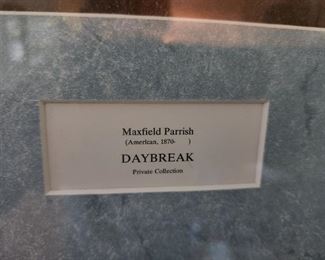 Maxfield Parrish
(American, 1870-     )
DAYBREAK
Private Collection